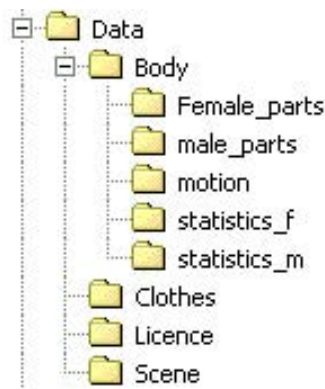 Data
Body
Female_parts
male_parts
motion
statistics_f
statistics_m
Clothes
Licence
Scene